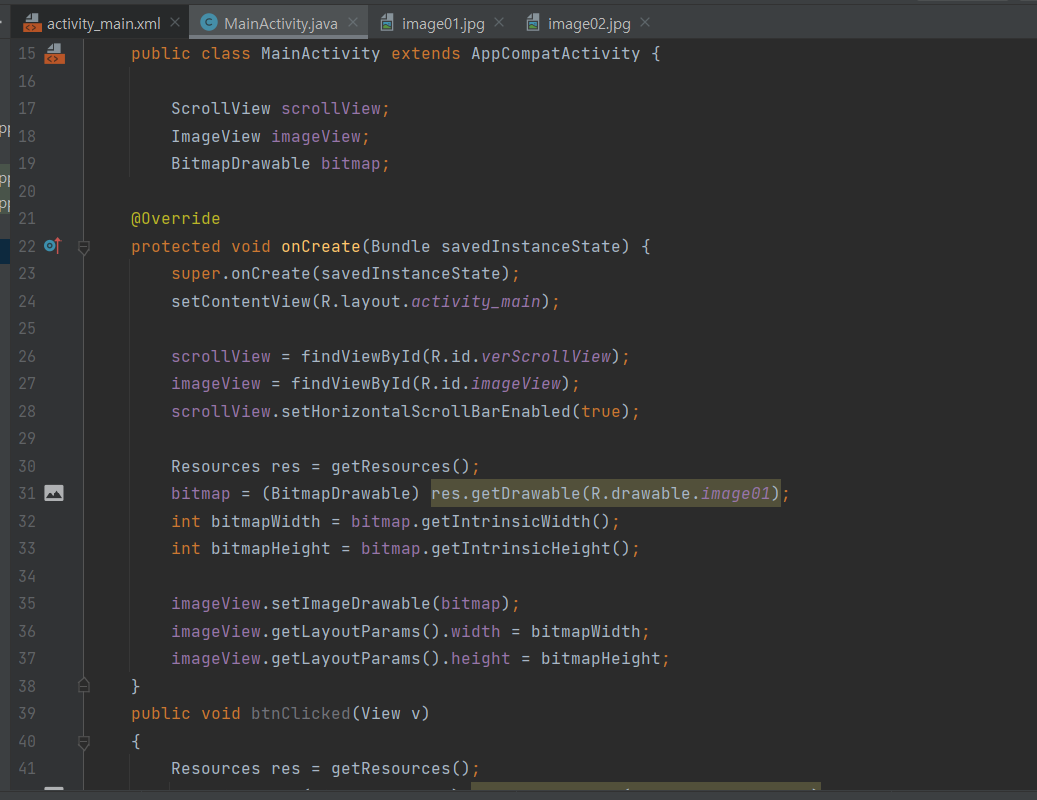 activity_main.xml MainActivity.java image01.jpg image02.jpg
15 public class MainActivity extends AppCompatActivity {
16
17 ScrollView scrollView;
18 ImageView imageView;
19 BitmapDrawable bitmap;
20
21 @Override
22 protected void onCreate(Bundle savedInstanceState) {
23 super.onCreate(savedInstanceState);
24 setContentView(R.layout.activity_main);
25
26 scrollView = findViewById(R.id.verScrollView);
27 imageView = findViewById(R.id.imageView);
28 scrollView.setHorizontalScrollBarEnabled(true);
29
30 Resources res = getResources();
31 bitmap = (BitmapDrawable) res.getDrawable(R.drawable.image01);
32 int bitmapWidth = bitmap.getIntrinsicWidth();
33 int bitmapHeight = bitmap.getIntrinsicHeight();
34
35 imageView.setImageDrawable(bitmap);
36 imageView.getLayoutParams().width = bitmapWidth;
37 imageView.getLayoutParams().height = bitmapHeight;
38 }
39 public void btnClicked(View v)
40 {
41 Resources res = getResources();